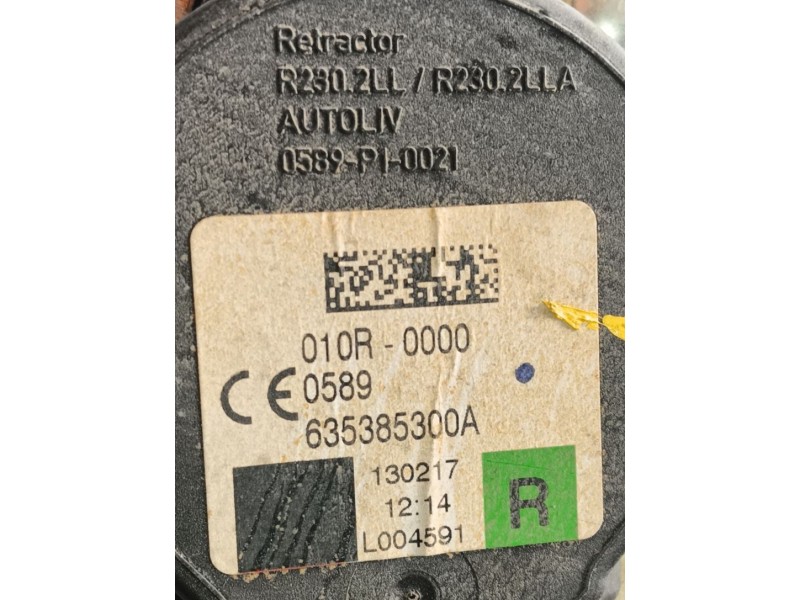 Retractor
R230.2LL / R230.2LLA
AUTOLIV
0589-P1-0021
010R - 0000
CE 0589
635385300A
130217
12:14
L004591
R